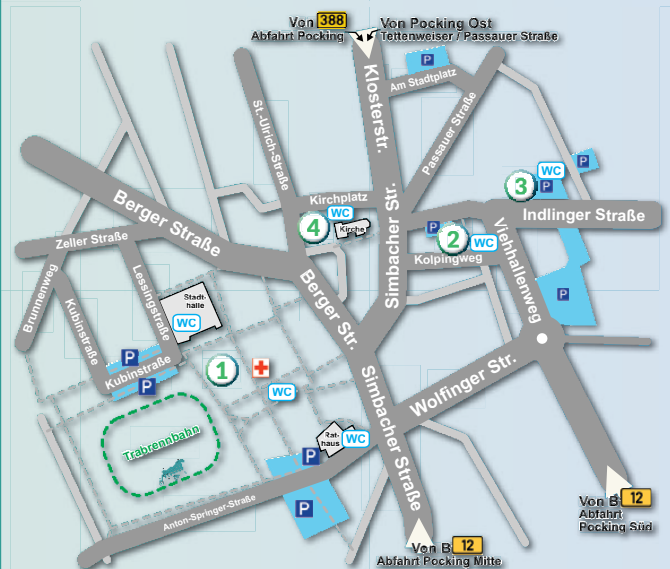 Von 388
Abfahrt Pocking
Von Pocking Ost
Tettenweiser / Passauer Straße
Klosterstr.
P
Am Stadtplatz
Passauer Straße
St.-Ulrich-Straße
P
WC
3
P
Kirchplatz
WC
4
Kirche
Simbacher Str.
P
2
WC
Indlinger Straße
Kolpingweg
Viehhallenweg
P
Berger Straße
Zeller Straße
Brunnenweg
Kubinstraße
Lessingstraße
Stadt-
halle
WC
Berger Str.
P
Kubinstraße
P
1
WC
Simbacher Straße
Wolfinger Str.
Trabrennbahn
Rat-
haus
WC
P
P
Anton-Springer-Straße
Von B 12
Abfahrt Pocking Mitte
Von B 12
Abfahrt
Pocking Süd